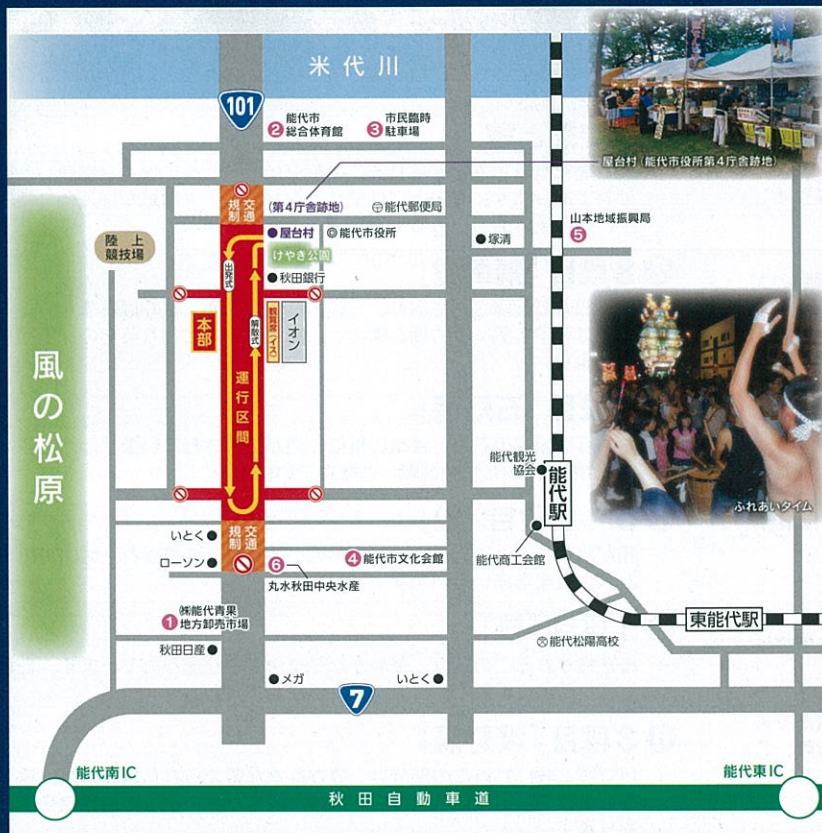 米代川
101
❷ 能代市
総合体育館
❸ 市民臨時
駐車場
屋台村（能代市役所第4庁舎跡地）
交通
規制
（第4庁舎跡地）
〒能代郵便局
山本地域振興局
❺
陸上
競技場
●屋台村
◎能代市役所
●塚清
けやき公園
出発式
●秋田銀行
本部
解散式
観覧席（イス）
イオン
風の松原
運行区間
ふれあいタイム
能代観光
協会●
能代駅
いとく●
交通
規制
ローソン●
❻
❹ 能代市文化会館
能代商工会館
丸水秋田中央水産
❶ ㈱能代青果
地方卸売市場
東能代駅
文能代松陽高校
秋田日産●
●メガ
いとく●
7
能代南IC
能代東IC
秋田自動車道